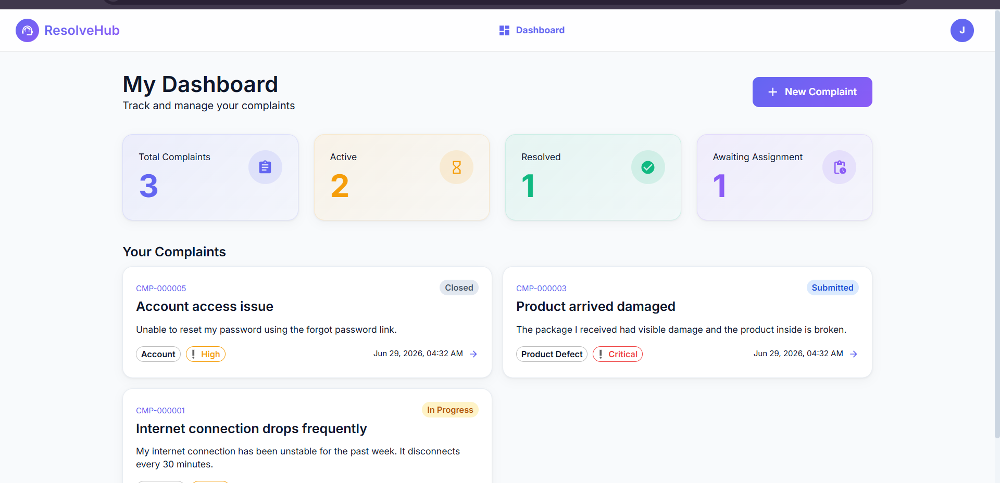 ResolveHub
Dashboard
J
My Dashboard
Track and manage your complaints
+ New Complaint
Total Complaints
3
Active
2
Resolved
1
Awaiting Assignment
1
Your Complaints
CMP-000005
Closed
Account access issue
Unable to reset my password using the forgot password link.
Account
! High
Jun 29, 2026, 04:32 AM
CMP-000003
Submitted
Product arrived damaged
The package I received had visible damage and the product inside is broken.
Product Defect
! Critical
Jun 29, 2026, 04:32 AM
CMP-000001
In Progress
Internet connection drops frequently
My internet connection has been unstable for the past week. It disconnects
every 30 minutes.